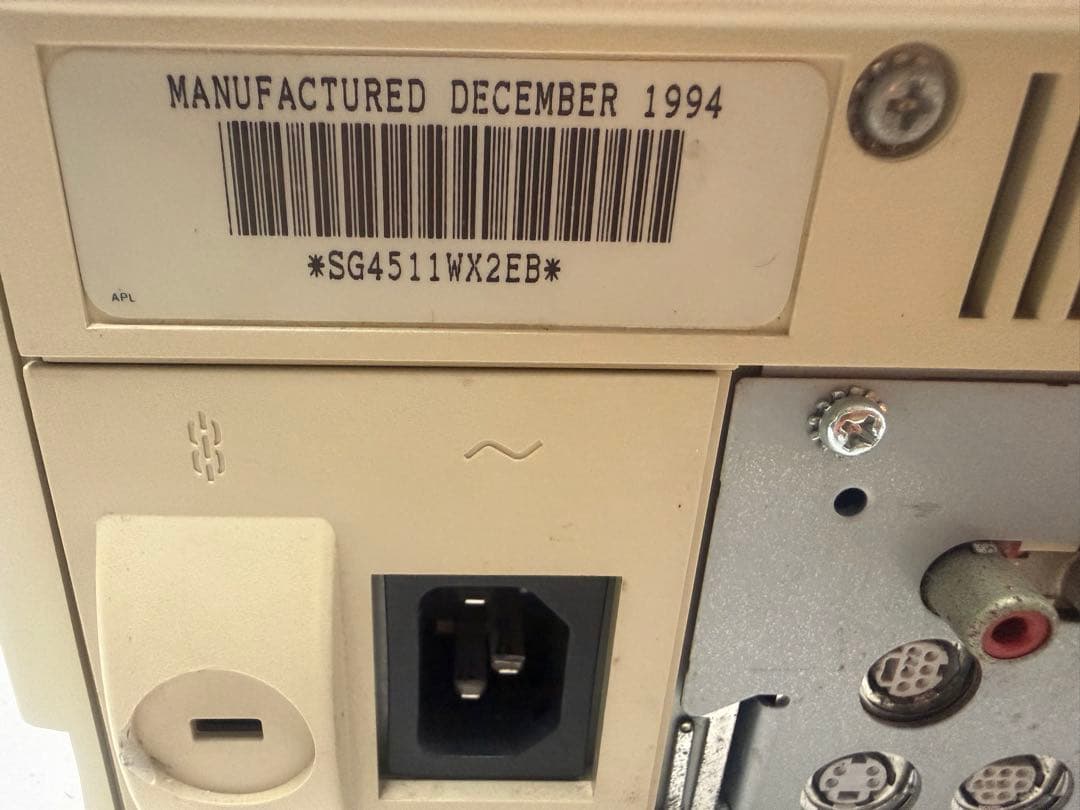 MANUFACTURED DECEMBER 1994
*SG4511WX2EB*
APL